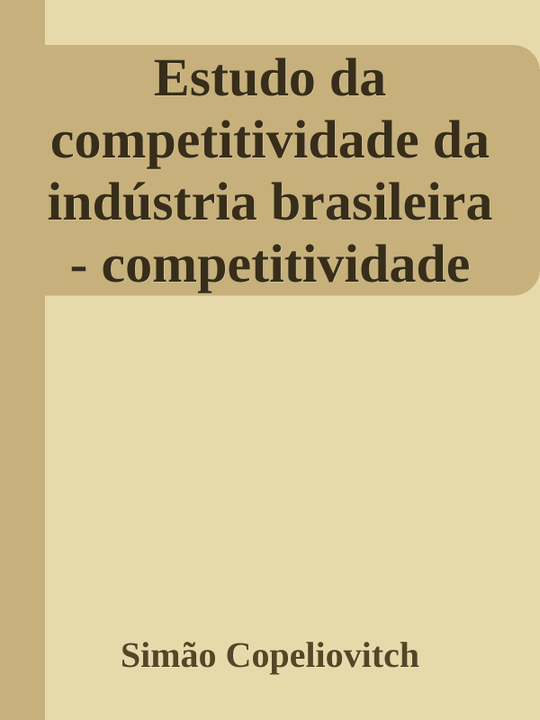 Estudo da
competitividade da
indústria brasileira
- competitividade
Simão Copeliovitch